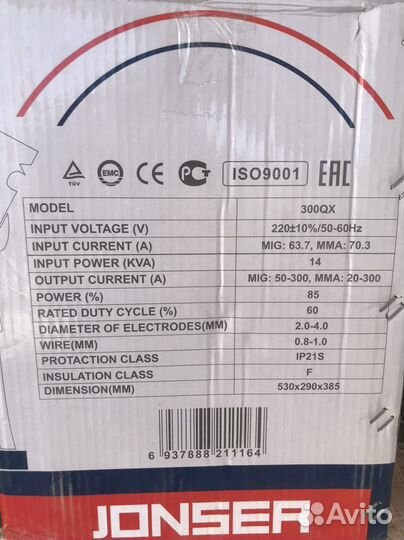 TÜV EMC CE PCT ISO9001 EAC
MODEL 300QX
INPUT VOLTAGE (V) 220±10%/50-60Hz
INPUT CURRENT (A) MIG: 63.7, MMA: 70.3
INPUT POWER (KVA) 14
OUTPUT CURRENT (A) MIG: 50-300, MMA: 20-300
POWER (%) 85
RATED DUTY CYCLE (%) 60
DIAMETER OF ELECTRODES(MM) 2.0-4.0
WIRE(MM) 0.8-1.0
PROTACTION CLASS IP21S
INSULATION CLASS F
DIMENSION(MM) 530x290x385
6 937888 211164
JONSER
Avito